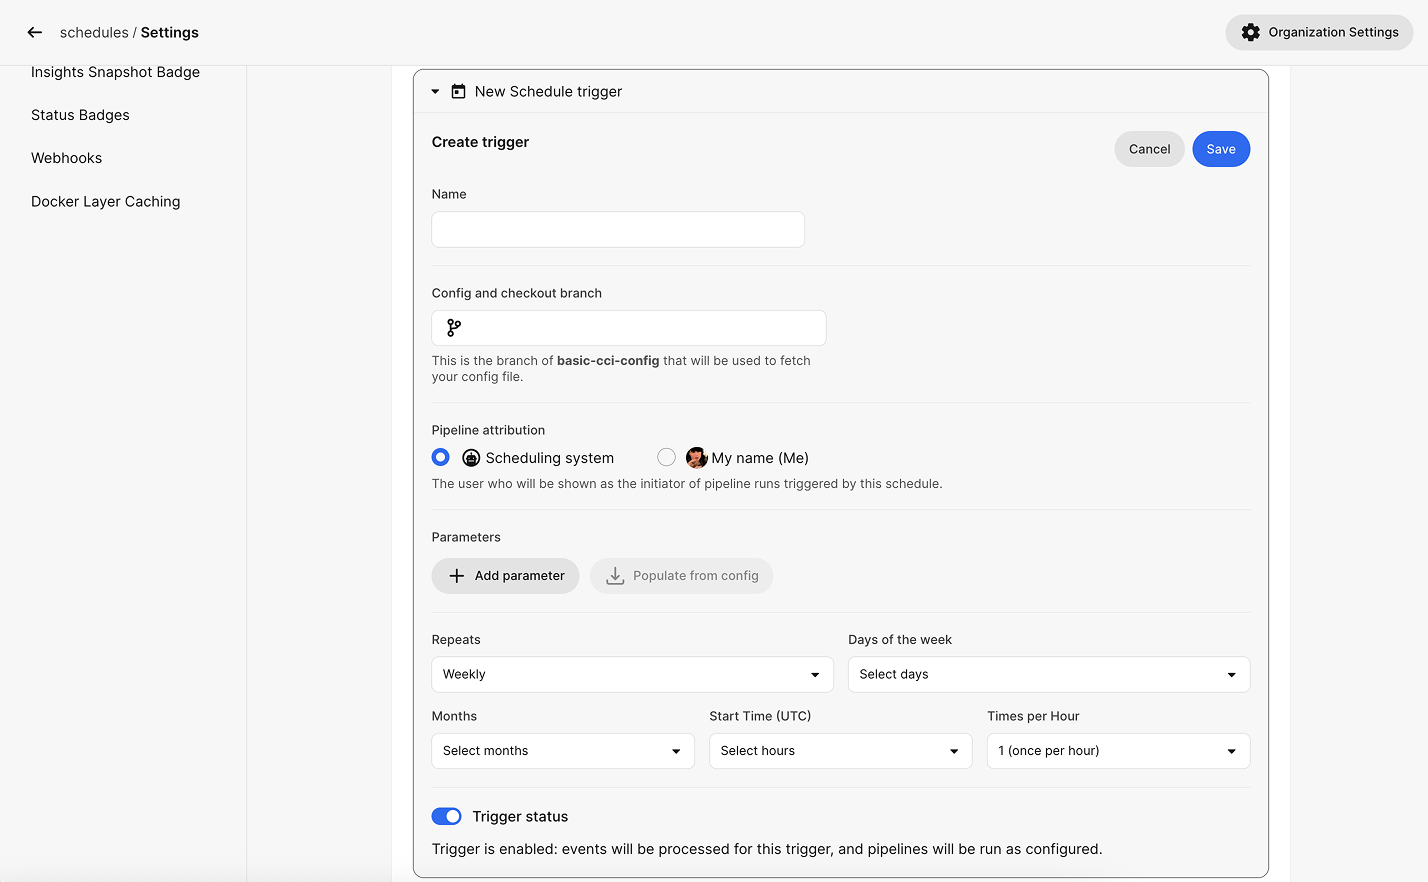 schedules / Settings
Organization Settings
Insights Snapshot Badge
Status Badges
Webhooks
Docker Layer Caching
New Schedule trigger
Create trigger
Cancel
Save
Name
Config and checkout branch
This is the branch of basic-cci-config that will be used to fetch
your config file.
Pipeline attribution
Scheduling system
My name (Me)
The user who will be shown as the initiator of pipeline runs triggered by this schedule.
Parameters
Add parameter
Populate from config
Repeats
Days of the week
Weekly
Select days
Months
Start Time (UTC)
Times per Hour
Select months
Select hours
1 (once per hour)
Trigger status
Trigger is enabled: events will be processed for this trigger, and pipelines will be run as configured.